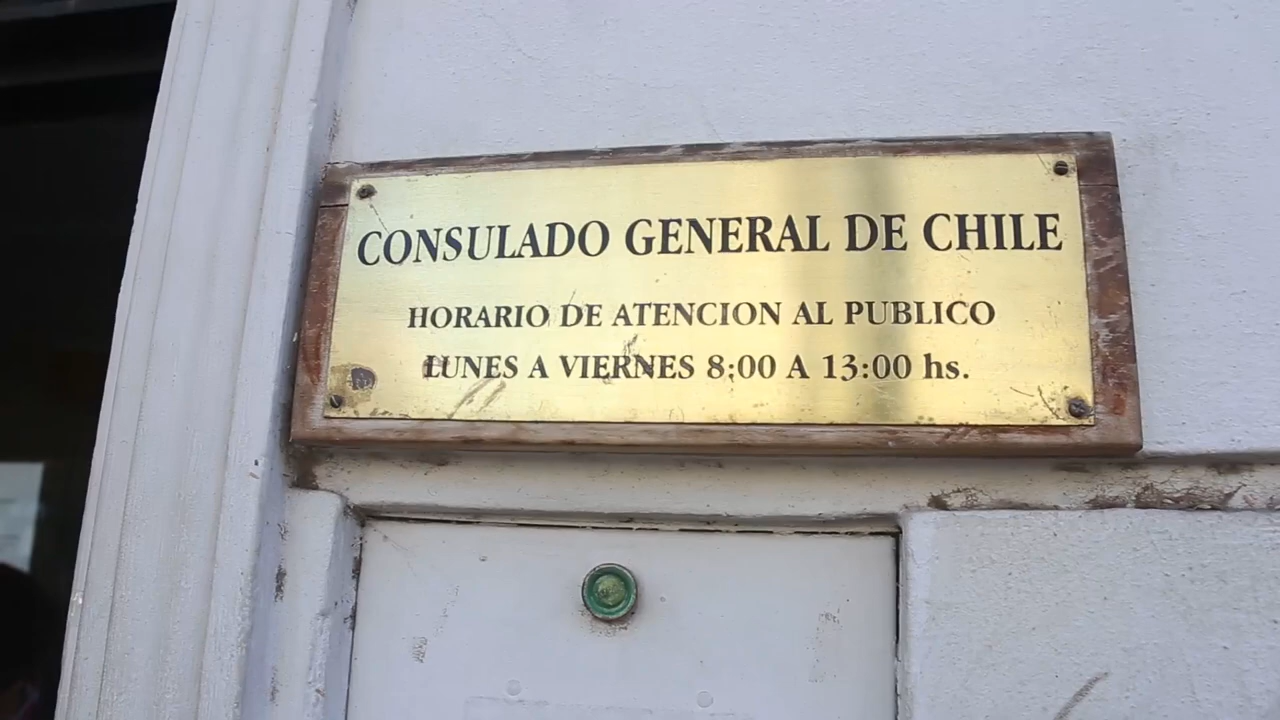 CONSULADO GENERAL DE CHILE
HORARIO DE ATENCION AL PUBLICO
LUNES A VIERNES 8:00 A 13:00 hs.